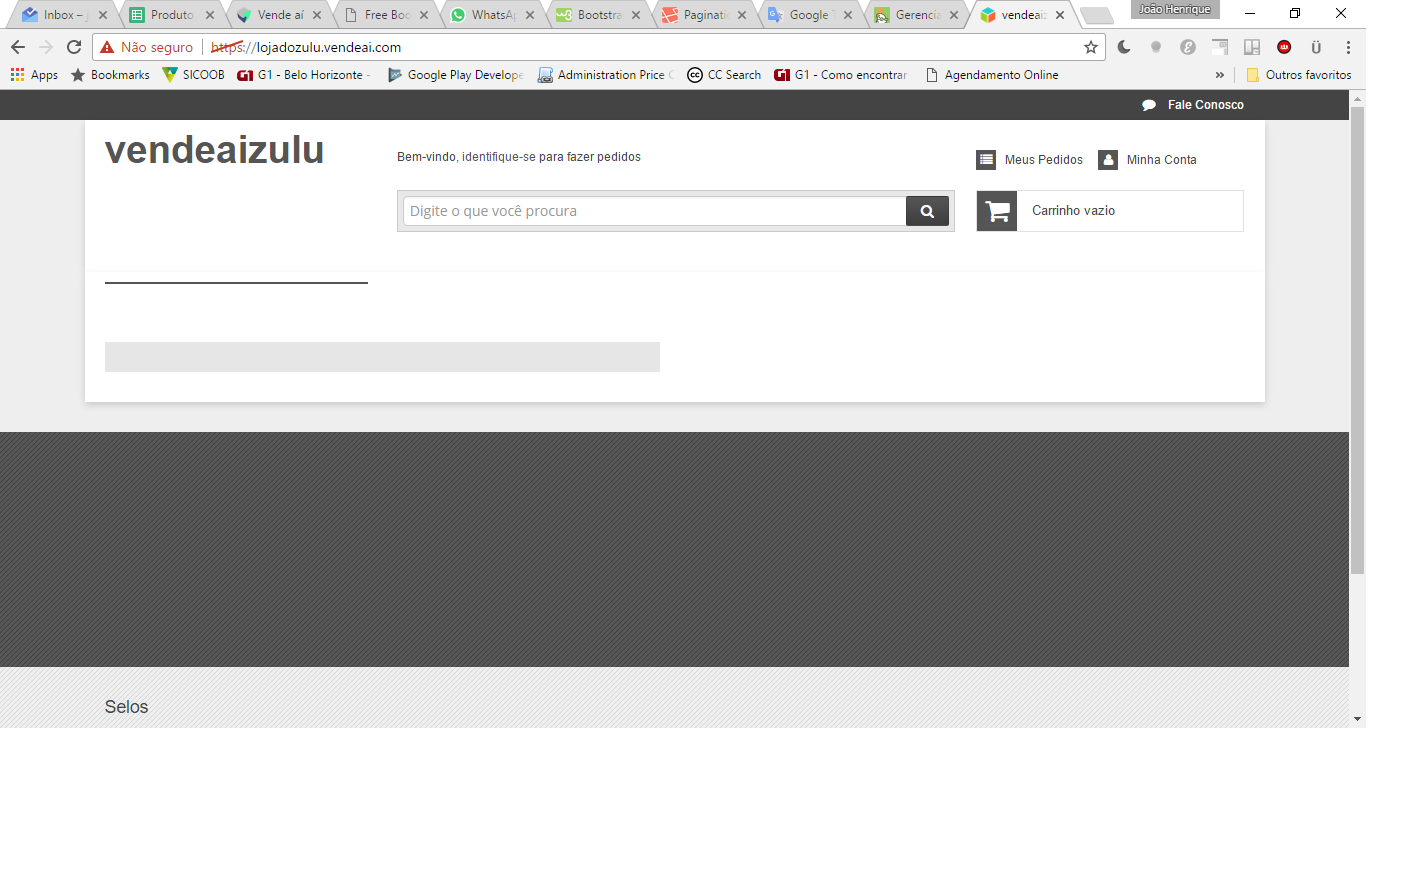 Inbox –
Produto
Vende aí
Free Boo
WhatsA
Bootstra
Paginati
Google
Gerencia
vendeaiz
João Henrique
Não seguro
https://lojadozulu.vendeai.com
Apps
Bookmarks
SICOOB
G1 - Belo Horizonte -
Google Play Develope
Administration Price C
CC Search
G1 - Como encontrar
Agendamento Online
»
Outros favoritos
Fale Conosco
vendeaizulu
Bem-vindo, identifique-se para fazer pedidos
Meus Pedidos
Minha Conta
Digite o que você procura
Carrinho vazio
Selos